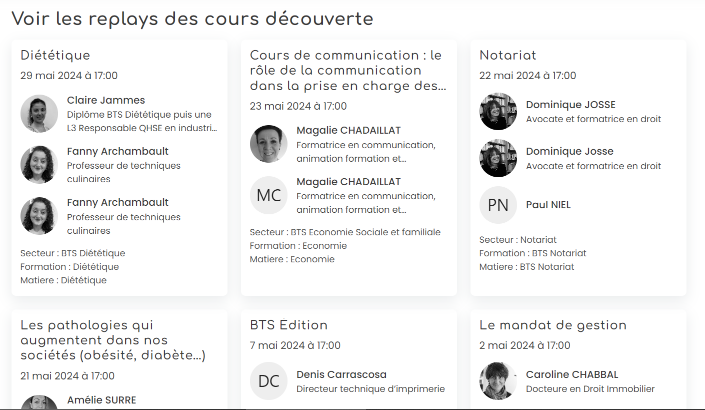 Voir les replays des cours découverte
Diététique
29 mai 2024 à 17:00
Claire Jammes
Diplôme BTS Diététique puis une
L3 Responsable QHSE en industri...
Fanny Archambault
Professeur de techniques
culinaires
Fanny Archambault
Professeur de techniques
culinaires
Secteur : BTS Diététique
Formation : Diététique
Matiere : Diététique
Cours de communication : le
rôle de la communication
dans la prise en charge des...
23 mai 2024 à 17:00
Magalie CHADAILLAT
Formatrice en communication,
animation formation et...
MC
Magalie CHADAILLAT
Formatrice en communication,
animation formation et...
Secteur : BTS Economie Sociale et familiale
Formation : Economie
Matiere : Economie
Notariat
22 mai 2024 à 17:00
Dominique JOSSE
Avocate et formatrice en droit
Dominique Josse
Avocate et formatrice en droit
PN
Paul NIEL
Secteur : Notariat
Formation : BTS Notariat
Matiere : BTS Notariat
Les pathologies qui
augmentent dans nos
sociétés (obésité, diabète...)
21 mai 2024 à 17:00
Amélie SURRE
BTS Edition
7 mai 2024 à 17:00
DC
Denis Carrascosa
Directeur technique d'imprimerie
Le mandat de gestion
2 mai 2024 à 17:00
Caroline CHABBAL
Docteure en Droit Immobilier